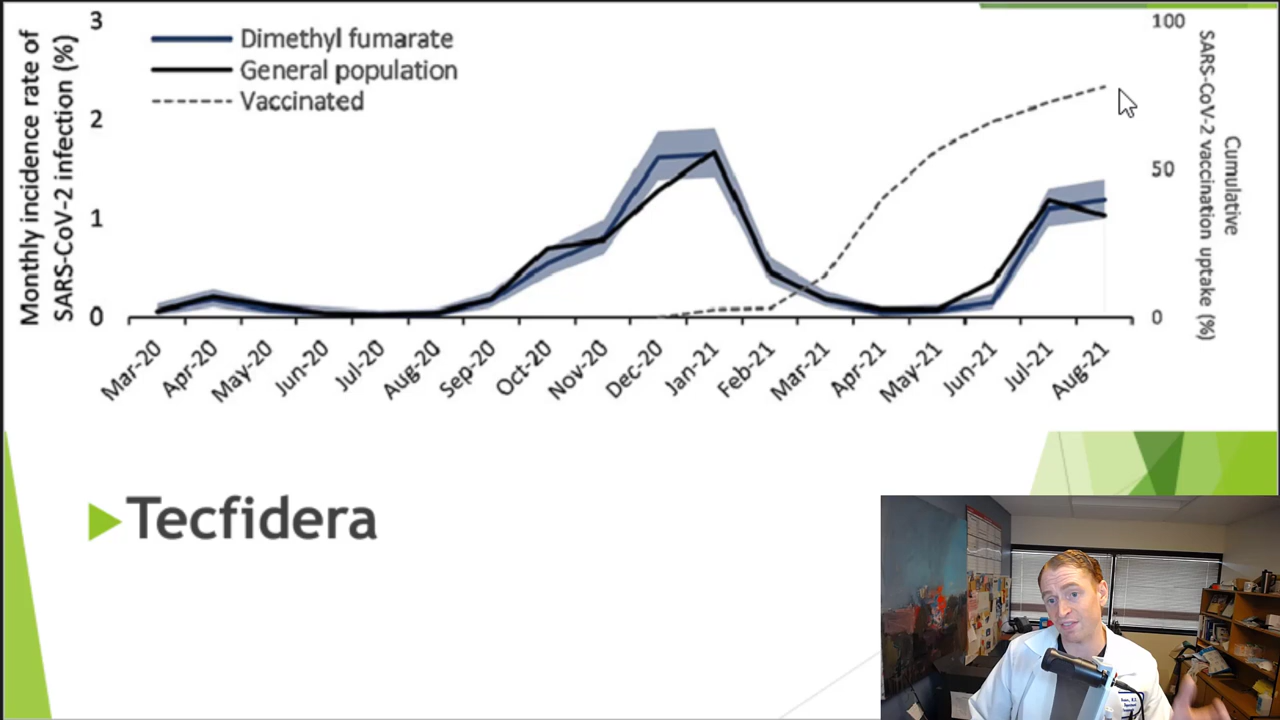 3
100
Monthly incidence rate of
SARS-CoV-2 infection (%)
Dimethyl fumarate
General population
Vaccinated
2
1
0
50
0
Cumulative
SARS-CoV-2 vaccination uptake (%)
Mar-20
Apr-20
May-20
Jun-20
Jul-20
Aug-20
Sep-20
Oct-20
Nov-20
Dec-20
Jan-21
Feb-21
Mar-21
Apr-21
May-21
Jun-21
Jul-21
Aug-21
Tecfidera